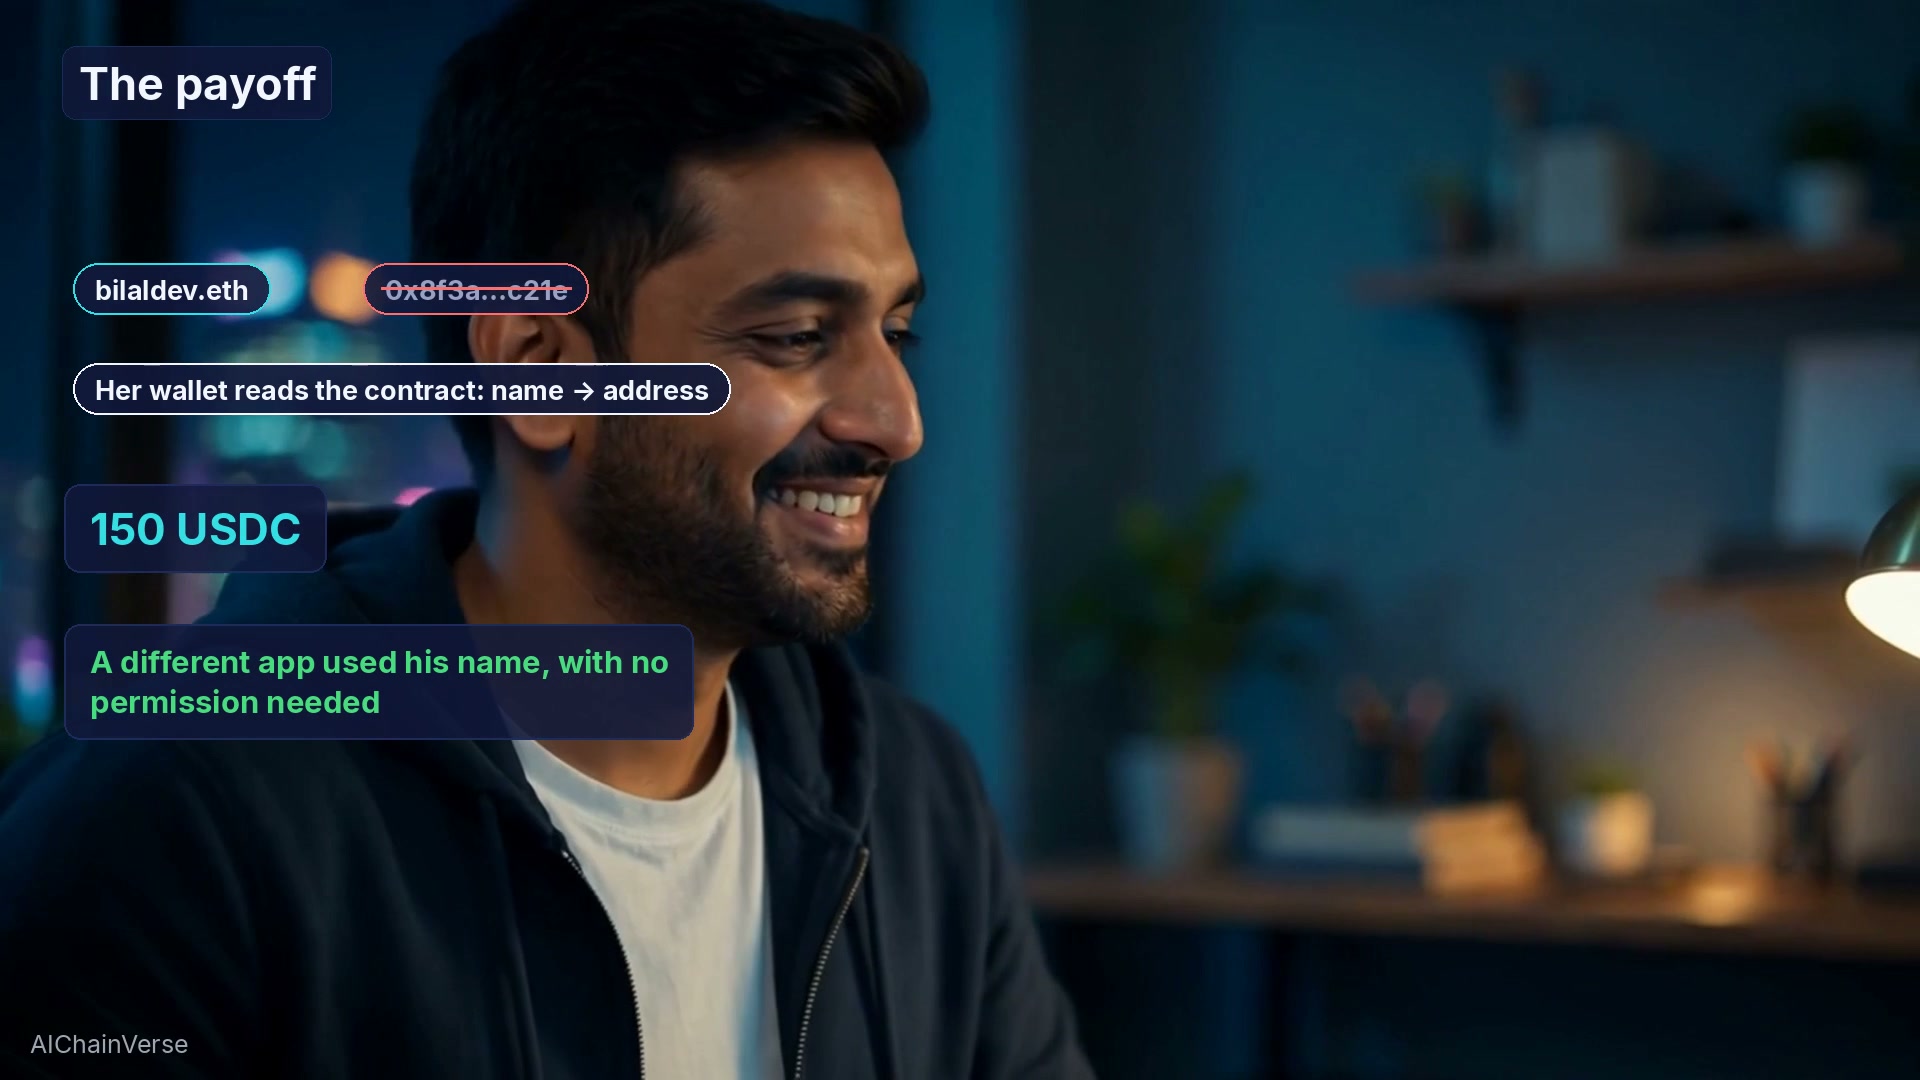 The payoff
bilaldev.eth
0x8f3a...c21e
Her wallet reads the contract: name → address
150 USDC
A different app used his name, with no
permission needed
AIChainVerse